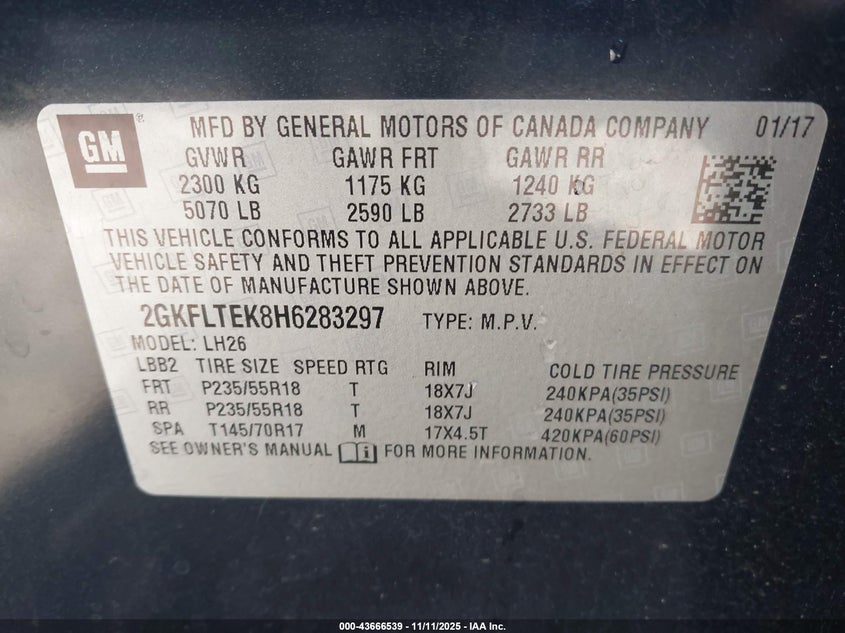 GM ® MFD BY GENERAL MOTORS OF CANADA COMPANY 01/17
GVWR GAWR FRT GAWR RR
2300 KG 1175 KG 1240 KG
5070 LB 2590 LB 2733 LB
THIS VEHICLE CONFORMS TO ALL APPLICABLE U.S. FEDERAL MOTOR
VEHICLE SAFETY AND THEFT PREVENTION STANDARDS IN EFFECT ON
THE DATE OF MANUFACTURE SHOWN ABOVE.
2GKFLTEK8H6283297 TYPE: M.P.V.
MODEL: LH26
LBB2 TIRE SIZE SPEED RTG RIM COLD TIRE PRESSURE
FRT P235/55R18 T 18X7J 240KPA(35PSI)
RR P235/55R18 T 18X7J 240KPA(35PSI)
SPA T145/70R17 M 17X4.5T 420KPA(60PSI)
SEE OWNER'S MANUAL i FOR MORE INFORMATION.
000-43666539 - 11/11/2025 - IAA Inc.